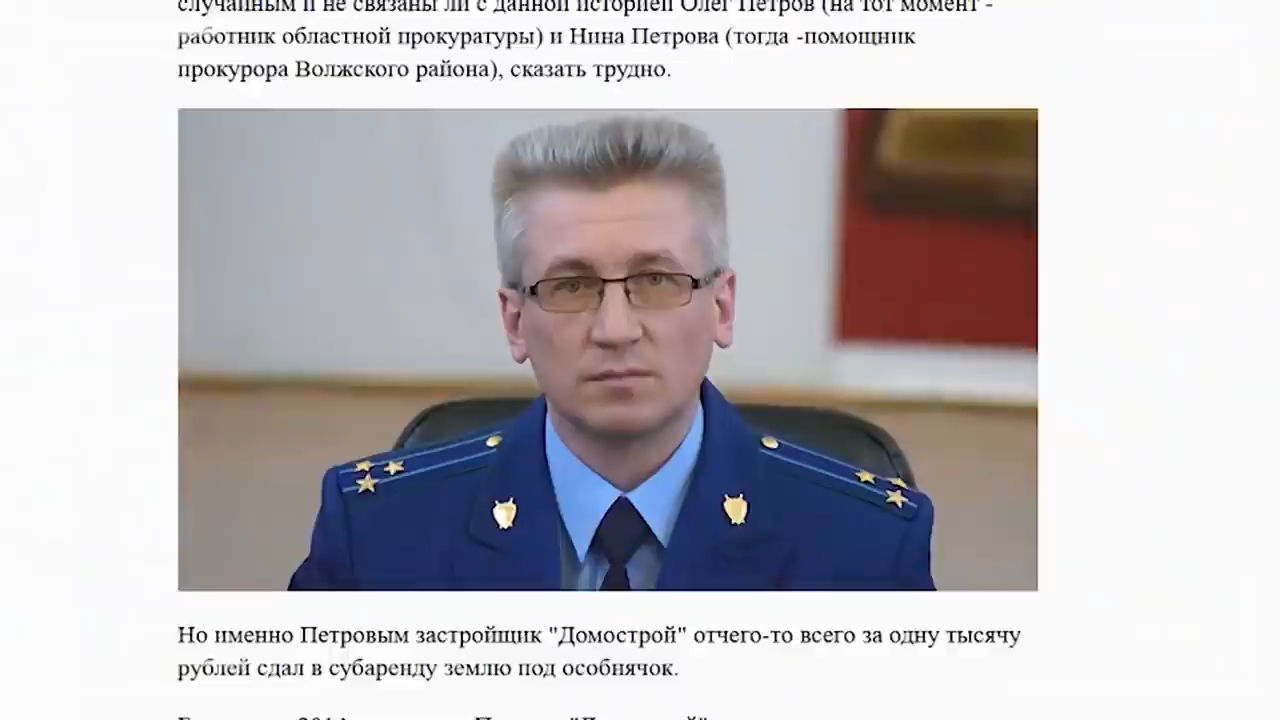 случайным и не связаны ли с данной историей Олег Петров (на тот момент -
работник областной прокуратуры) и Нина Петрова (тогда -помощник
прокурора Волжского района), сказать трудно.
Но именно Петровым застройщик "Домострой" отчего-то всего за одну тысячу
рублей сдал в субаренду землю под особнячок.